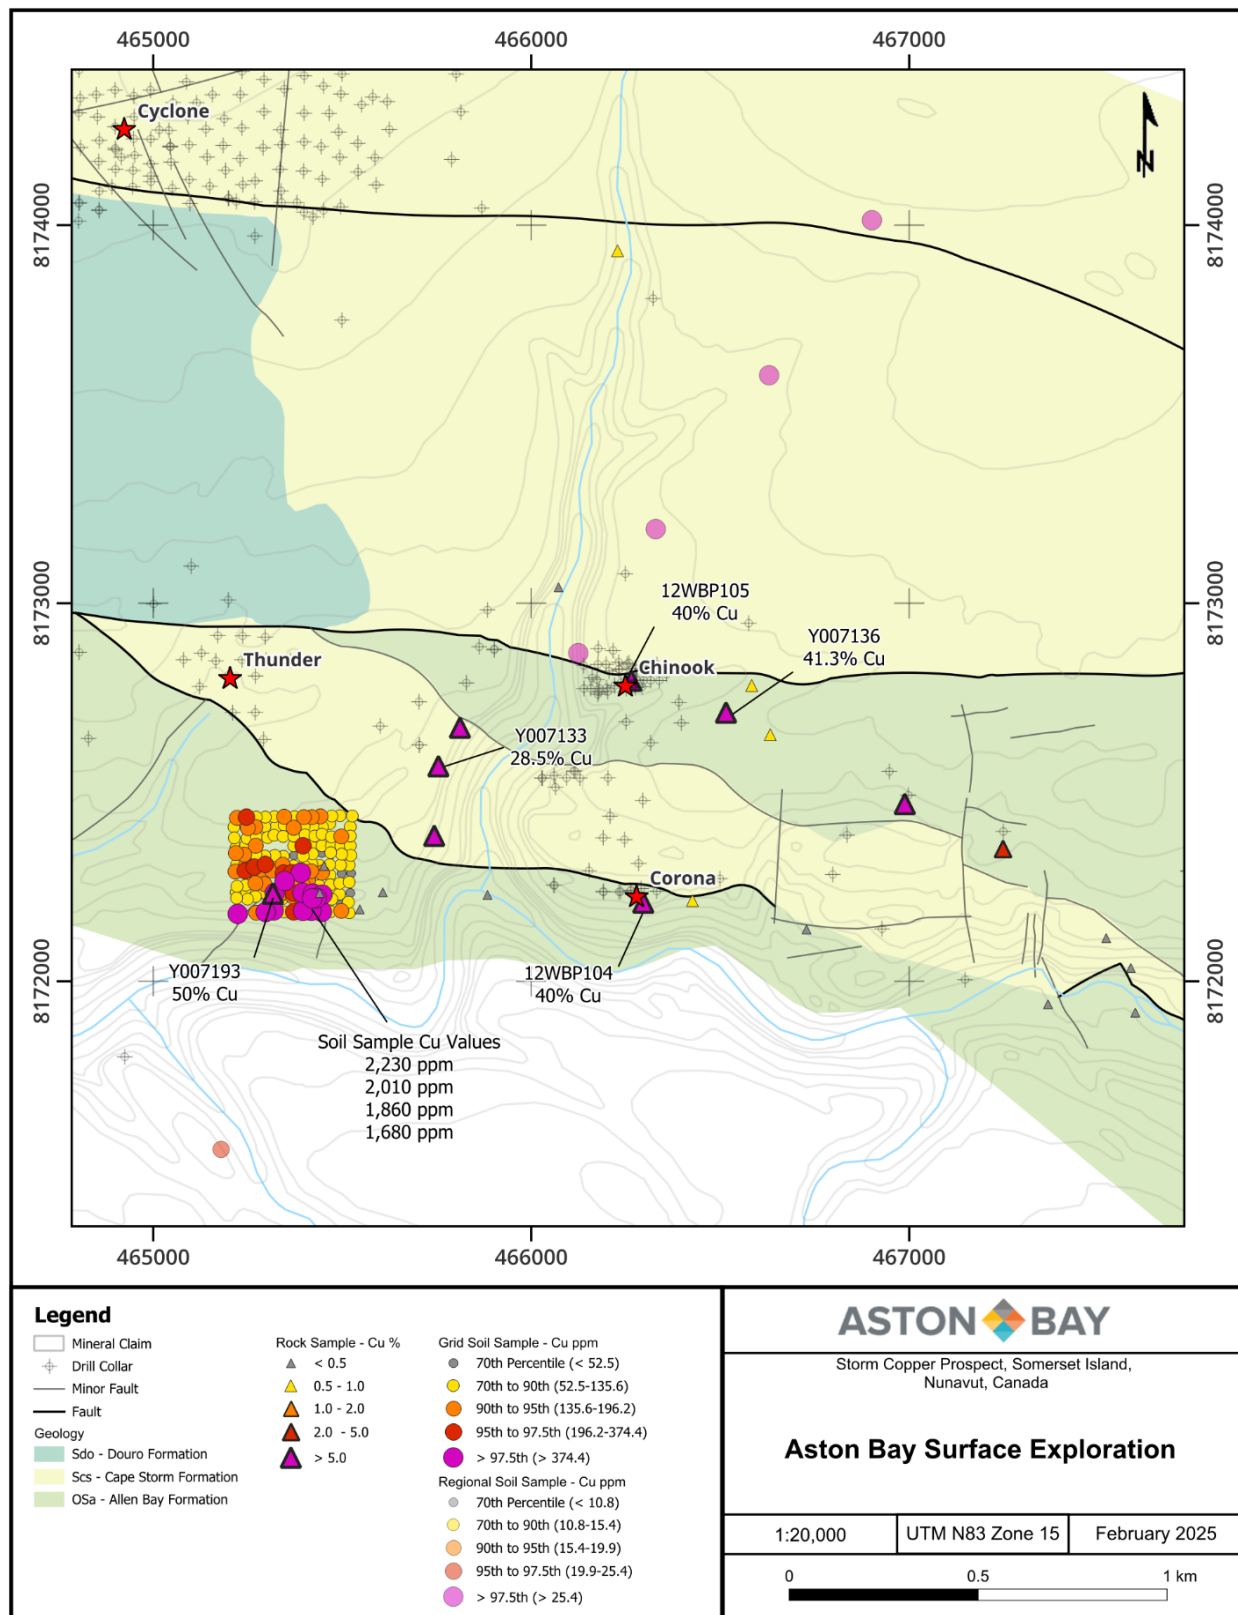 465000
466000
467000
Cyclone
N
8174000
8174000
8173000
8173000
12WBP105
40% Cu
Y007136
41.3% Cu
Thunder
Chinook
Y007133
28.5% Cu
Corona
Y007193
50% Cu
12WBP104
40% Cu
8172000
8172000
Soil Sample Cu Values
2,230 ppm
2,010 ppm
1,860 ppm
1,680 ppm
465000
466000
467000
Legend
Mineral Claim
Drill Collar
Minor Fault
Fault
Geology
Sdo - Douro Formation
Scs - Cape Storm Formation
OSa - Allen Bay Formation
Rock Sample - Cu %
< 0.5
0.5 - 1.0
1.0 - 2.0
2.0 - 5.0
> 5.0
Grid Soil Sample - Cu ppm
70th Percentile (< 52.5)
70th to 90th (52.5-135.6)
90th to 95th (135.6-196.2)
95th to 97.5th (196.2-374.4)
> 97.5th (> 374.4)
Regional Soil Sample - Cu ppm
70th Percentile (< 10.8)
70th to 90th (10.8-15.4)
90th to 95th (15.4-19.9)
95th to 97.5th (19.9-25.4)
> 97.5th (> 25.4)
ASTON BAY
Storm Copper Prospect, Somerset Island,
Nunavut, Canada
Aston Bay Surface Exploration
1:20,000
UTM N83 Zone 15
February 2025
0
0.5
1 km